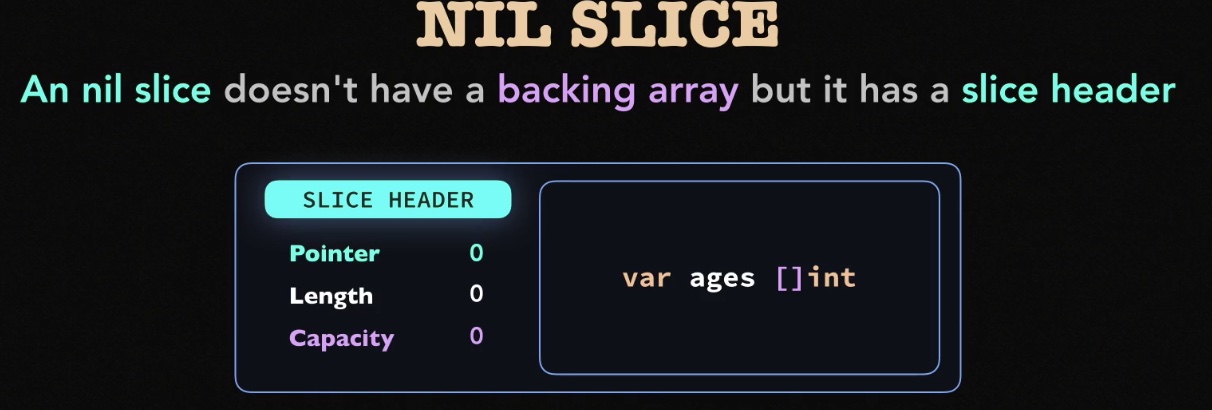 NIL SLICE
An nil slice doesn't have a backing array but it has a slice header
SLICE HEADER
Pointer 0
Length 0
Capacity 0
var ages []int